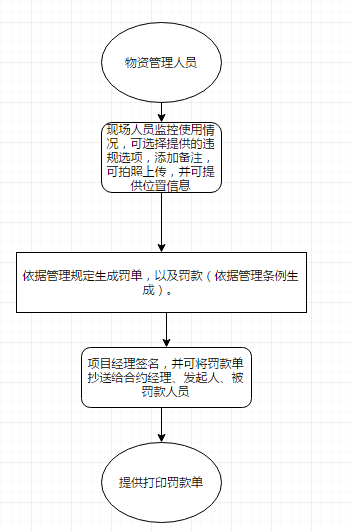 物资管理人员
现场人员监控使用情
况，可选择提供的违
规选项，添加备注，
可拍照上传，并可提
供位置信息
依据管理规定生成罚单，以及罚款（依据管理条例生
成）。
项目经理签名，并可将罚款单
抄送给合约经理、发起人、被
罚款人员
提供打印罚款单